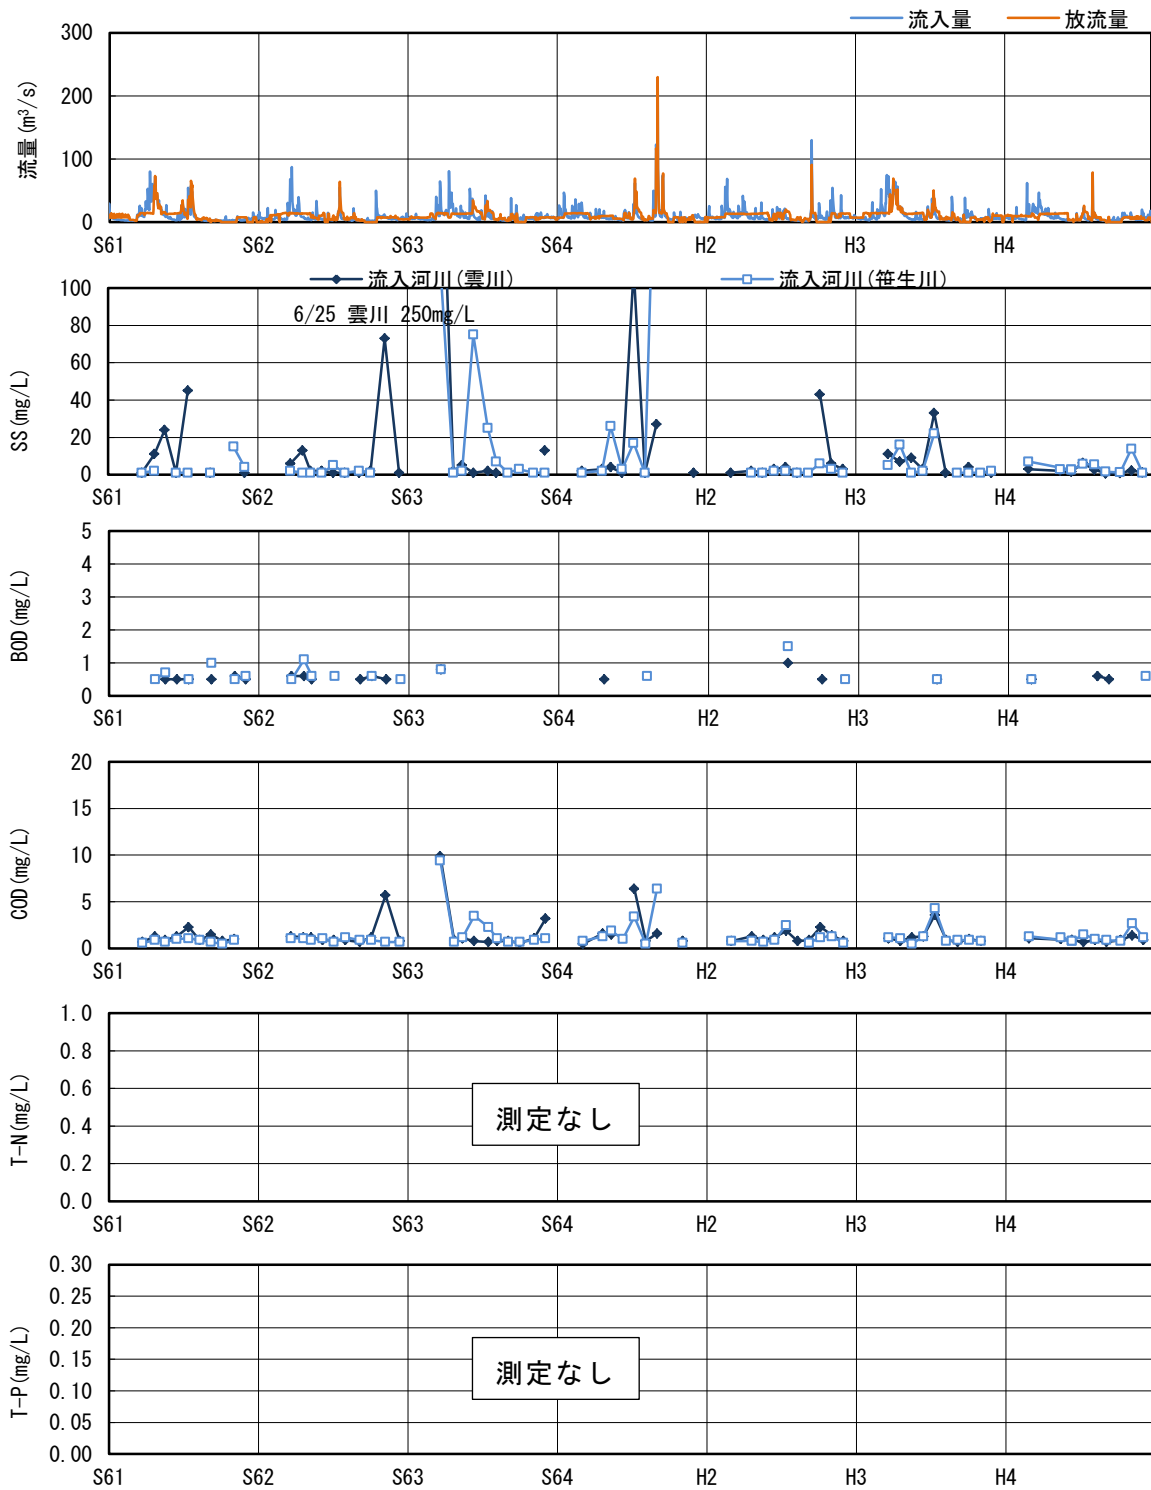 流入量 放流量
流量(m³/s)
300
200
100
0
S61 S62 S63 S64 H2 H3 H4
流入河川(雲川) 流入河川(笹生川)
6/25 雲川 250mg/L
SS(mg/L)
100
80
60
40
20
0
S61 S62 S63 S64 H2 H3 H4
BOD(mg/L)
5
4
3
2
1
0
S61 S62 S63 S64 H2 H3 H4
COD(mg/L)
20
15
10
5
0
S61 S62 S63 S64 H2 H3 H4
T-N(mg/L)
1.0
0.8
0.6
0.4
0.2
0.0
測定なし
S61 S62 S63 S64 H2 H3 H4
T-P(mg/L)
0.30
0.25
0.20
0.15
0.10
0.05
0.00
測定なし
S61 S62 S63 S64 H2 H3 H4